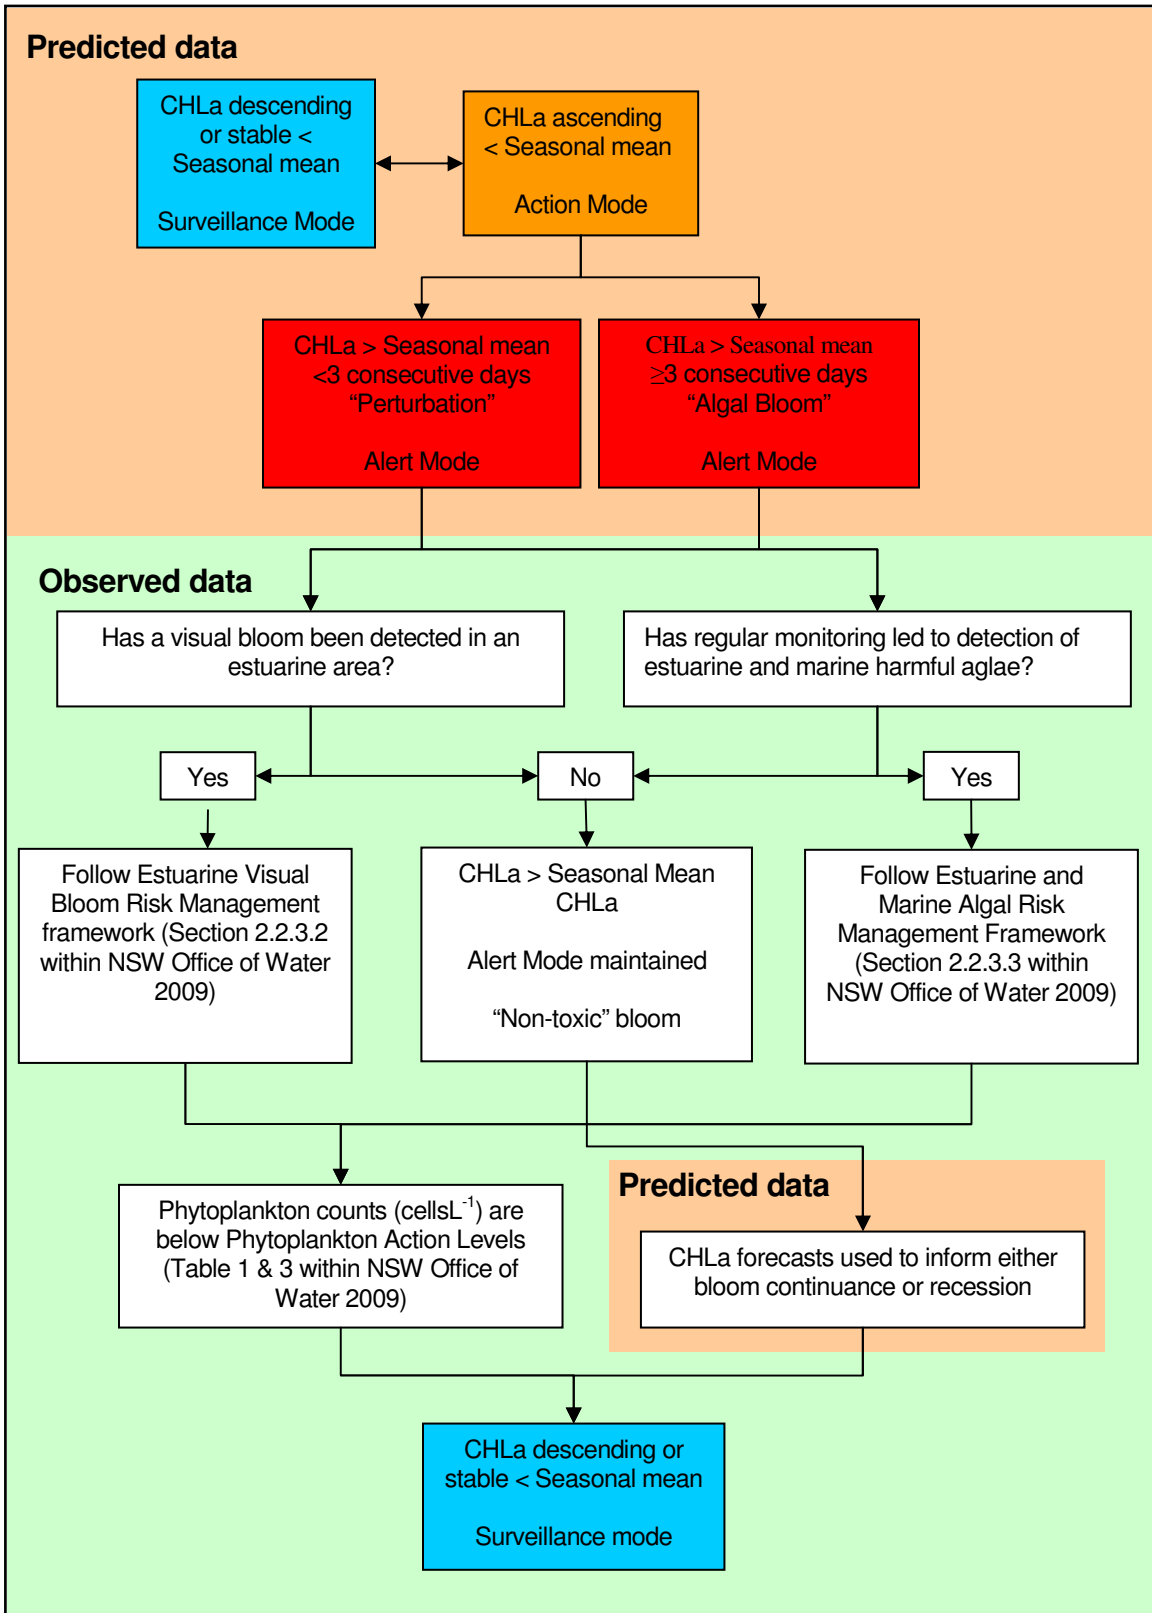 Predicted data
CHLa descending
or stable <
Seasonal mean
Surveillance Mode
CHLa ascending
< Seasonal mean
Action Mode
CHLa > Seasonal mean
<3 consecutive days
“Perturbation”
Alert Mode
CHLa > Seasonal mean
≥3 consecutive days
“Algal Bloom”
Alert Mode
Observed data
Has a visual bloom been detected in an
estuarine area?
Has regular monitoring led to detection of
estuarine and marine harmful aglae?
Yes
No
Yes
Follow Estuarine Visual
Bloom Risk Management
framework (Section 2.2.3.2
within NSW Office of Water
2009)
CHLa > Seasonal Mean
CHLa
Alert Mode maintained
“Non-toxic” bloom
Follow Estuarine and
Marine Algal Risk
Management Framework
(Section 2.2.3.3 within
NSW Office of Water 2009)
Phytoplankton counts (cellsL⁻¹) are
below Phytoplankton Action Levels
(Table 1 & 3 within NSW Office of
Water 2009)
Predicted data
CHLa forecasts used to inform either
bloom continuance or recession
CHLa descending or
stable < Seasonal mean
Surveillance mode